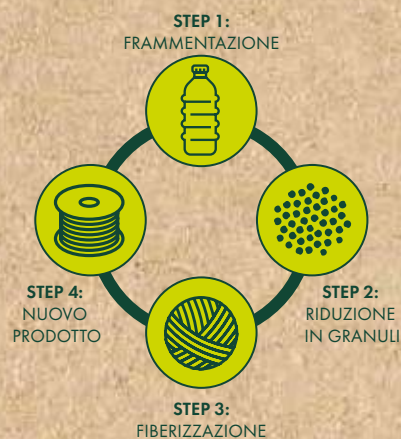 STEP 1:
FRAMMENTAZIONE
STEP 2:
RIDUZIONE
IN GRANULI
STEP 3:
FIBERIZZAZIONE
STEP 4:
NUOVO
PRODOTTO